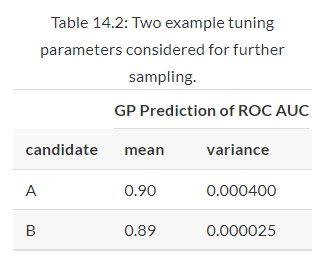 Table 14.2: Two example tuning
parameters considered for further
sampling.
GP Prediction of ROC AUC
candidate mean variance
A 0.90 0.000400
B 0.89 0.000025